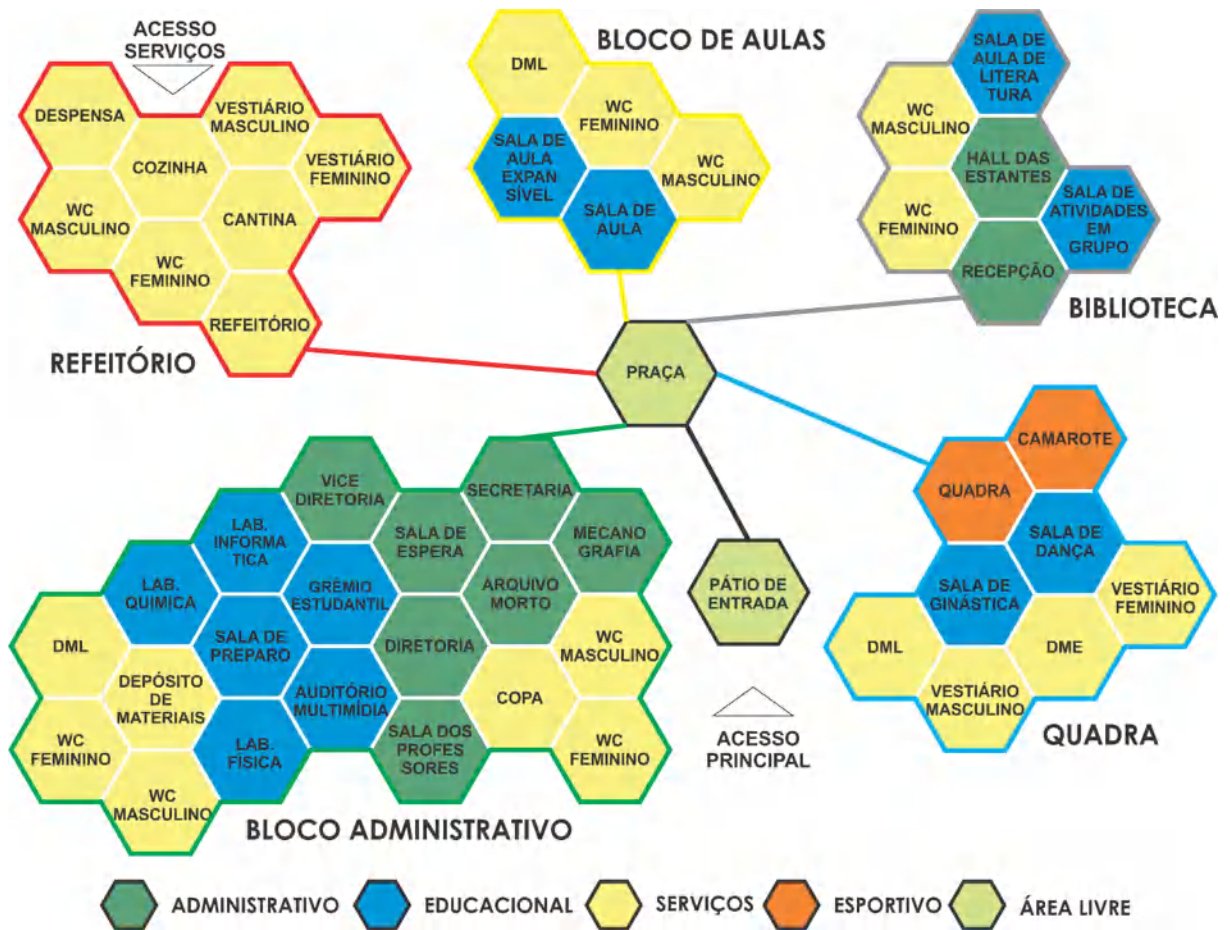 ACESSO
SERVIÇOS
DESPENSA
VESTIÁRIO
MASCULINO
COZINHA
VESTIÁRIO
FEMININO
WC
MASCULINO
CANTINA
WC
FEMININO
REFEITÓRIO
REFEITÓRIO
BLOCO DE AULAS
DML
WC
FEMININO
SALA DE
AULA
EXPAN
SÍVEL
WC
MASCULINO
SALA DE
AULA
SALA DE
AULA DE
LITERA
TURA
WC
MASCULINO
HALL DAS
ESTANTES
WC
FEMININO
SALA DE
ATIVIDADES
EM
GRUPO
RECEPÇÃO
BIBLIOTECA
PRAÇA
PÁTIO DE
ENTRADA
ACESSO
PRINCIPAL
CAMAROTE
QUADRA
SALA DE
DANÇA
SALA DE
GINÁSTICA
VESTIÁRIO
FEMININO
DML
DME
VESTIÁRIO
MASCULINO
QUADRA
VICE
DIRETORIA
SECRETARIA
LAB.
INFORMA
TICA
SALA DE
ESPERA
MECANO
GRAFIA
LAB.
QUIMICA
GRÊMIO
ESTUDANTIL
ARQUIVO
MORTO
DML
SALA DE
PREPARO
DIRETORIA
WC
MASCULINO
DEPÓSITO
DE
MATERIAIS
AUDITÓRIO
MULTIMÍDIA
COPA
WC
FEMININO
LAB.
FÍSICA
SALA DOS
PROFES
SORES
WC
FEMININO
WC
MASCULINO
BLOCO ADMINISTRATIVO
ADMINISTRATIVO
EDUCACIONAL
SERVIÇOS
ESPORTIVO
ÁREA LIVRE